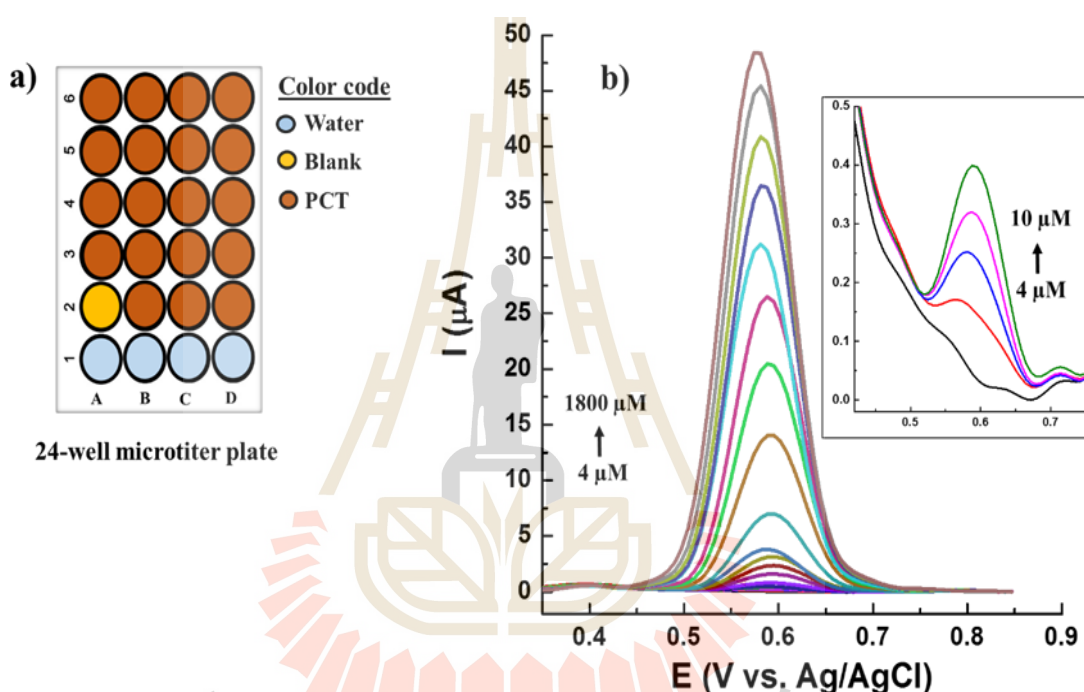 a)
Color code
Water
Blank
PCT
6
5
4
3
2
1
A B C D
24-well microtiter plate
b)
I (µA)
50
45
40
35
30
25
20
15
10
5
0
1800 µM
4 µM
0.4 0.5 0.6 0.7 0.8 0.9
E (V vs. Ag/AgCl)
0.5
0.4
0.3
0.2
0.1
0.0
10 µM
4 µM
0.5 0.6 0.7